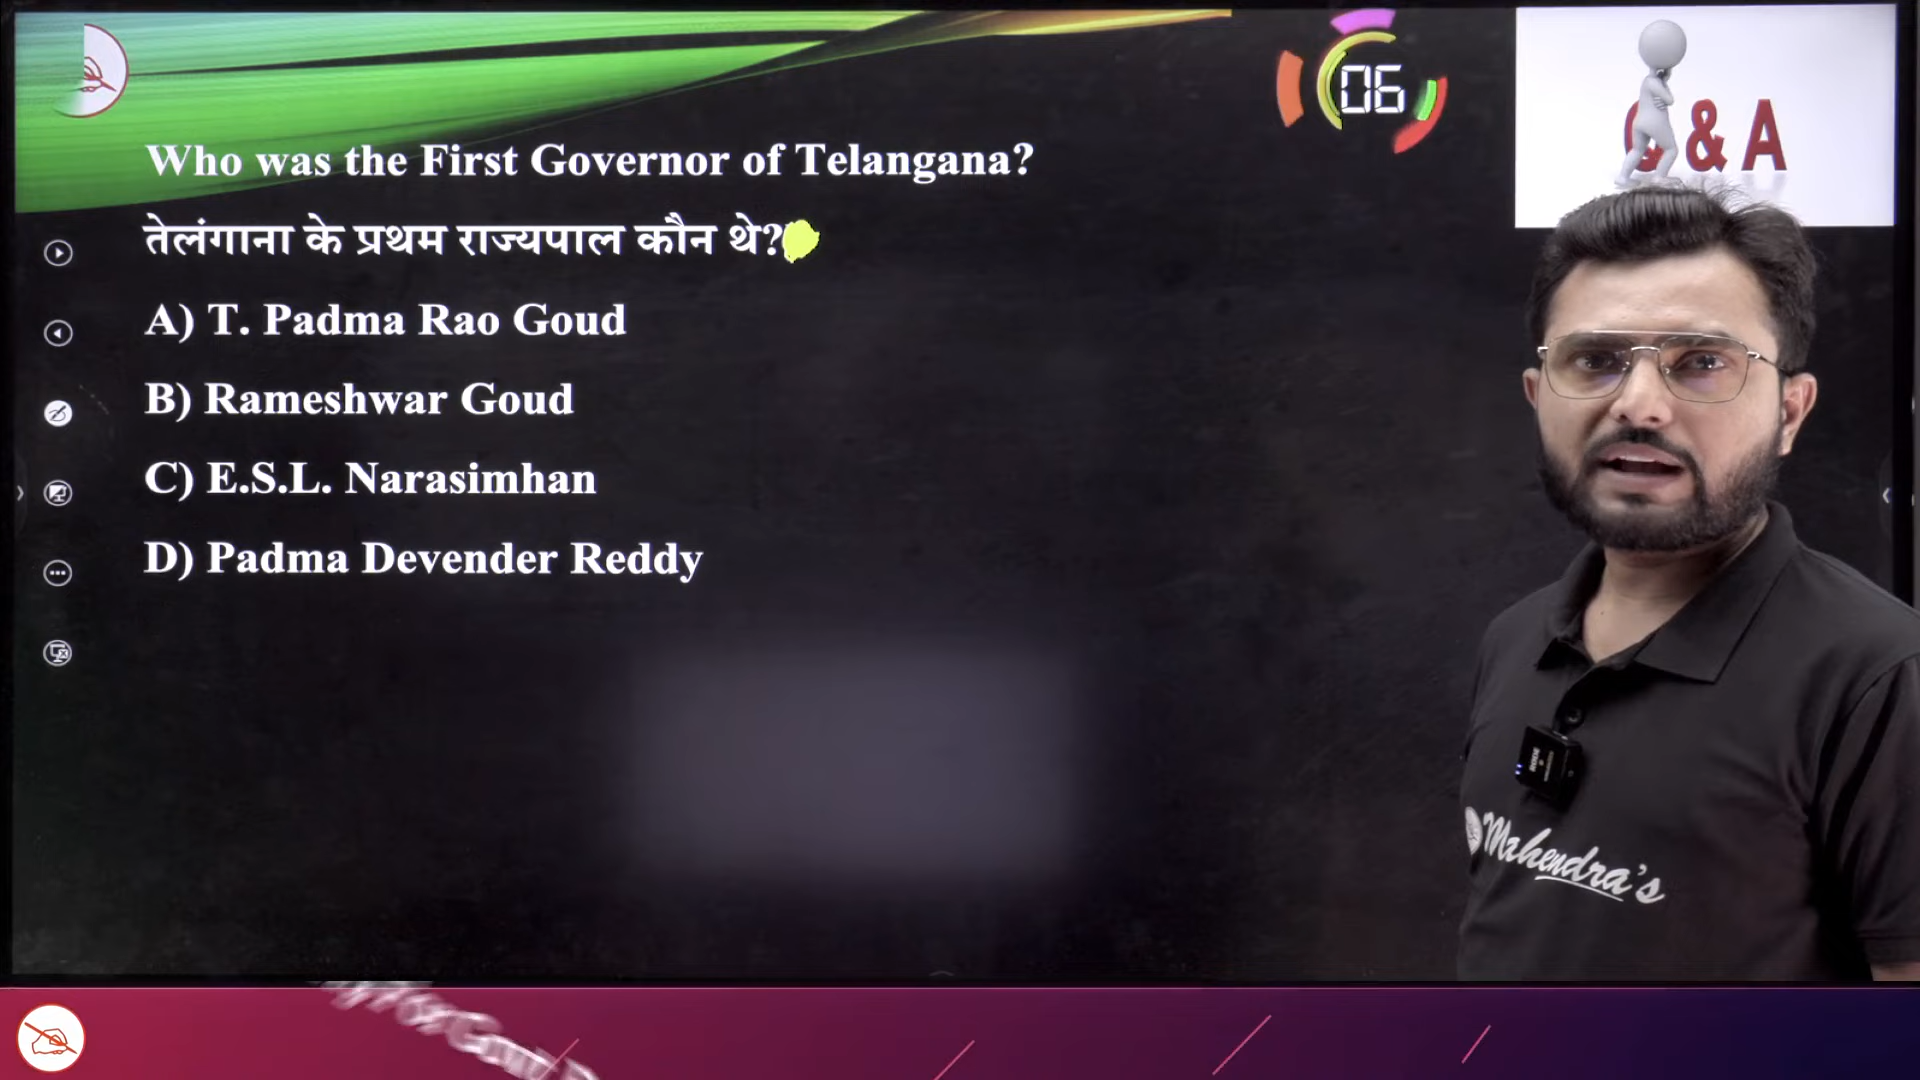 06
& A
Who was the First Governor of Telangana?
तेलंगाना के प्रथम राज्यपाल कौन थे?
A) T. Padma Rao Goud
B) Rameshwar Goud
C) E.S.L. Narasimhan
D) Padma Devender Reddy
RODE
Mahendra's